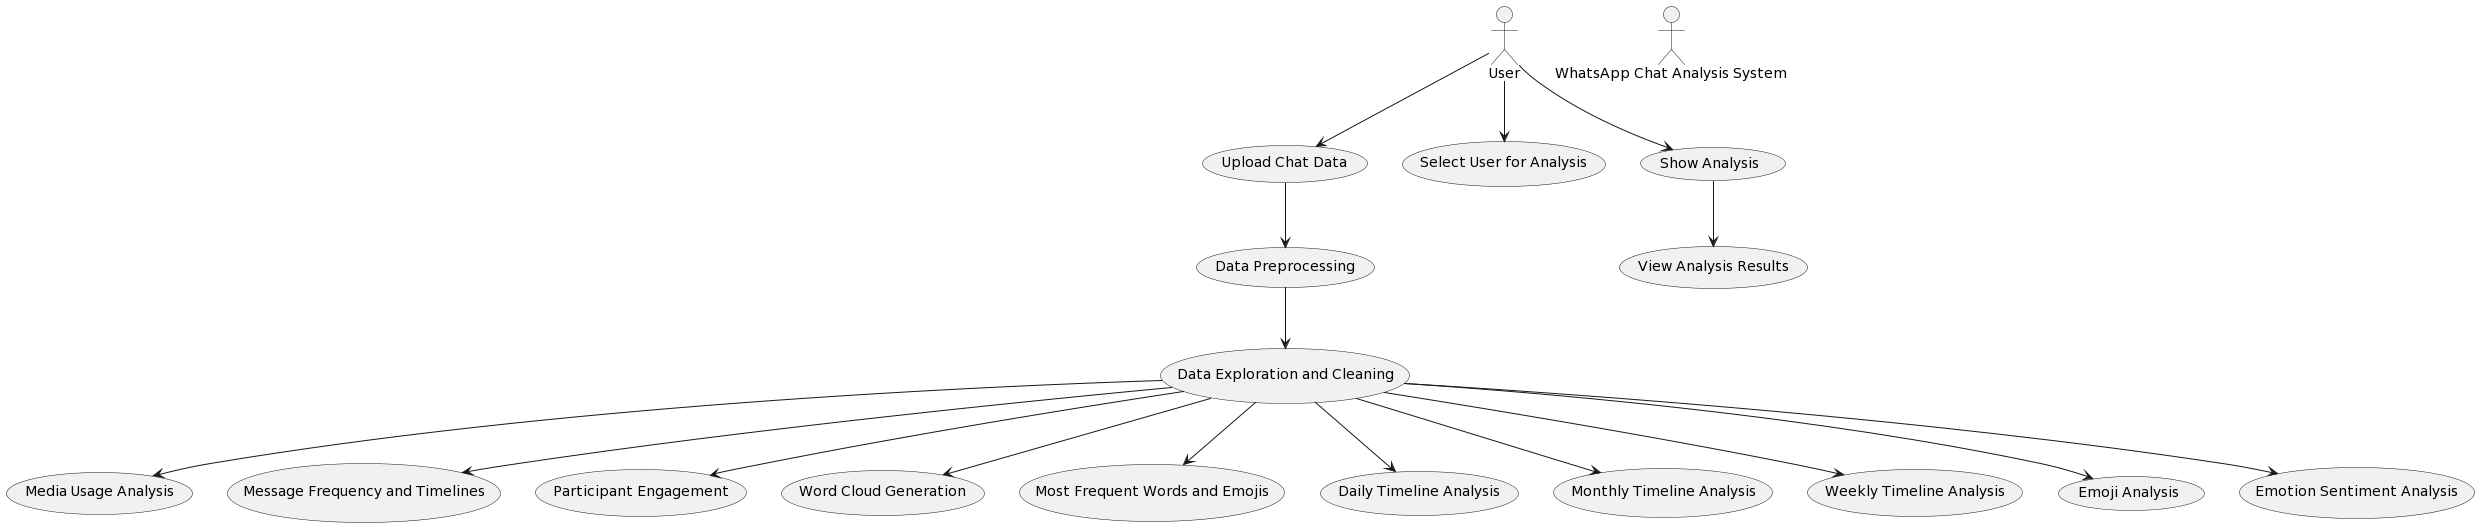 User
WhatsApp Chat Analysis System
Upload Chat Data
Select User for Analysis
Show Analysis
Data Preprocessing
View Analysis Results
Data Exploration and Cleaning
Media Usage Analysis
Message Frequency and Timelines
Participant Engagement
Word Cloud Generation
Most Frequent Words and Emojis
Daily Timeline Analysis
Monthly Timeline Analysis
Weekly Timeline Analysis
Emoji Analysis
Emotion Sentiment Analysis